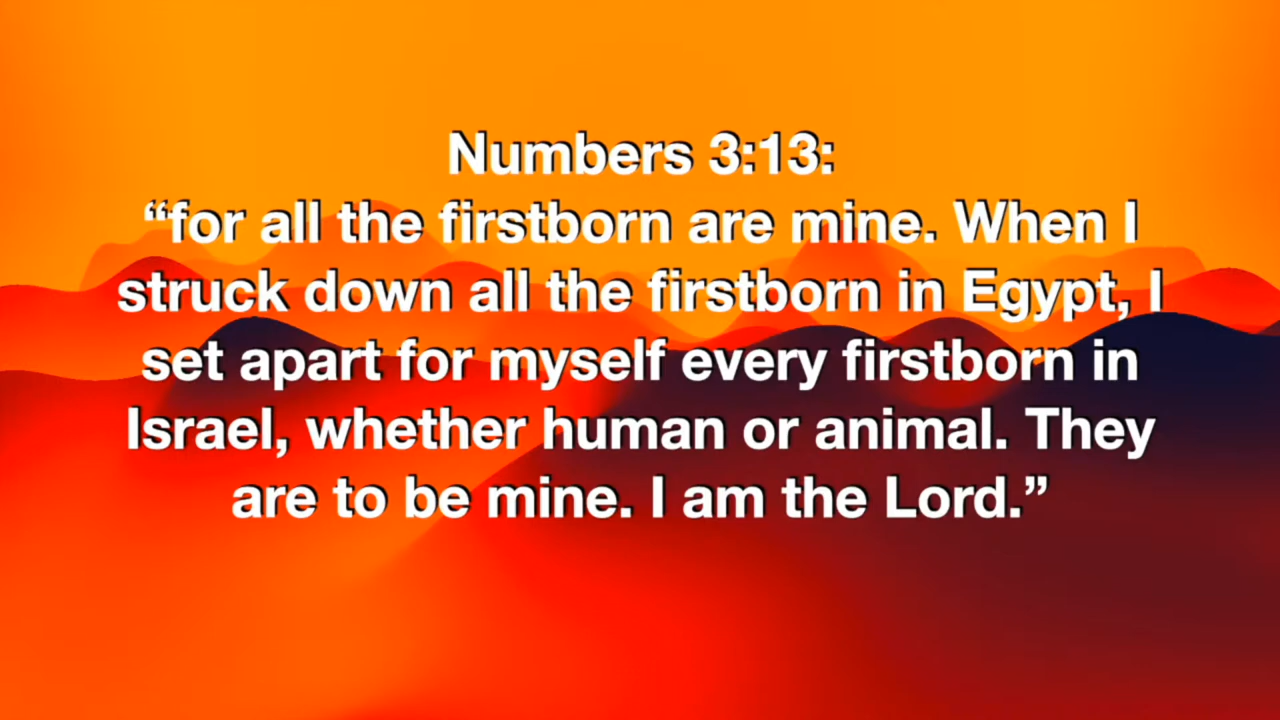 Numbers 3:13:
“for all the firstborn are mine. When I
struck down all the firstborn in Egypt, I
set apart for myself every firstborn in
Israel, whether human or animal. They
are to be mine. I am the Lord.”